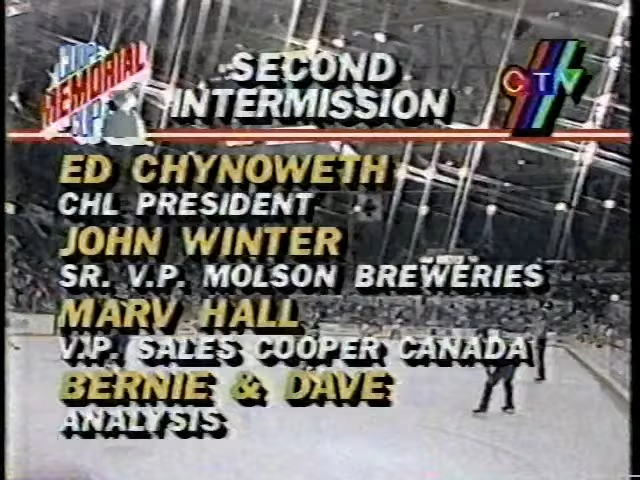 COUPE MEMORIAL CUP
SECOND
INTERMISSION
CTV
ED CHYNOWETH
CHL PRESIDENT
JOHN WINTER
SR. V.P. MOLSON BREWERIES
MARV HALL
V.P. SALES COOPER CANADA
BERNIE & DAVE
ANALYSIS